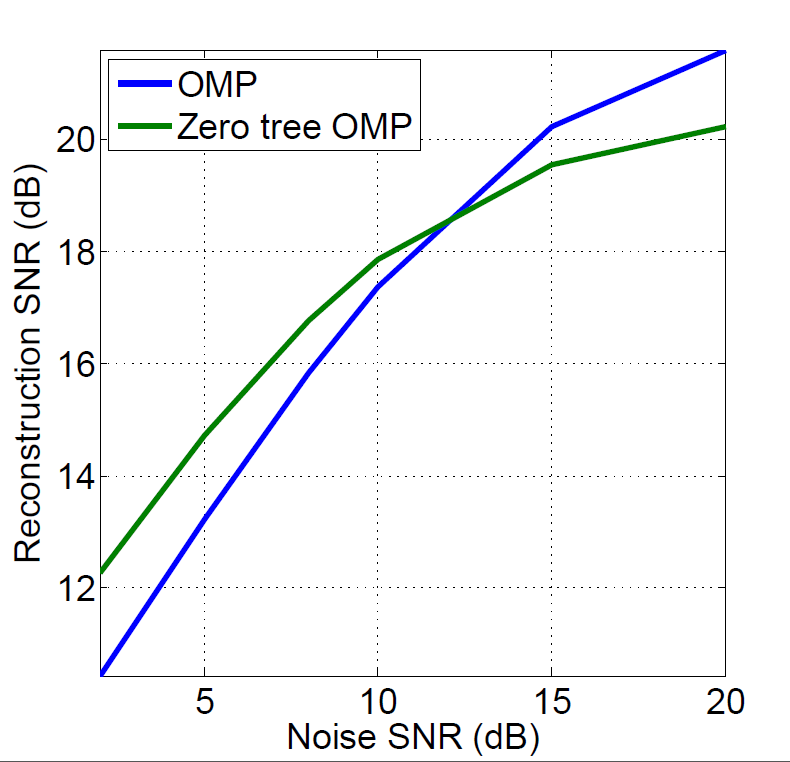 OMP
Zero tree OMP
20
18
16
14
12
Reconstruction SNR (dB)
5 10 15 20
Noise SNR (dB)